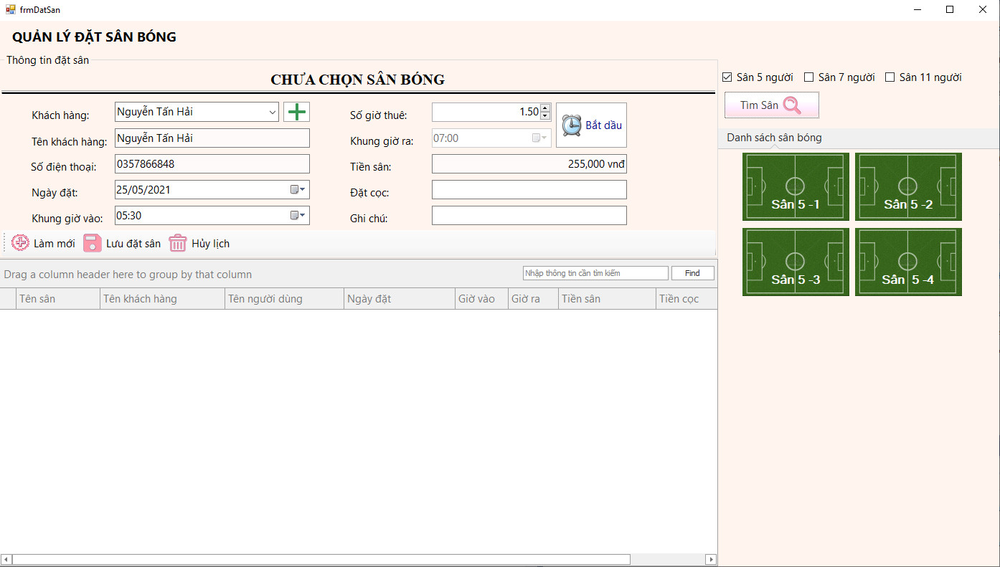 frmDatSan
QUẢN LÝ ĐẶT SÂN BÓNG
Thông tin đặt sân
CHƯA CHỌN SÂN BÓNG
Khách hàng: Nguyễn Tấn Hải
Tên khách hàng: Nguyễn Tấn Hải
Số điện thoại: 0357866848
Ngày đặt: 25/05/2021
Khung giờ vào: 05:30
Số giờ thuê: 1.50
Bắt dầu
Khung giờ ra: 07:00
Tiền sân: 255,000 vnđ
Đặt cọc:
Ghi chú:
Làm mới Lưu đặt sân Hủy lịch
Drag a column header here to group by that column
Nhập thông tin cần tìm kiếm Find
Tên sân Tên khách hàng Tên người dùng Ngày đặt Giờ vào Giờ ra Tiền sân Tiền cọc
Sân 5 người Sân 7 người Sân 11 người
Tìm Sân
Danh sách sân bóng
Sân 5 -1 Sân 5 -2
Sân 5 -3 Sân 5 -4